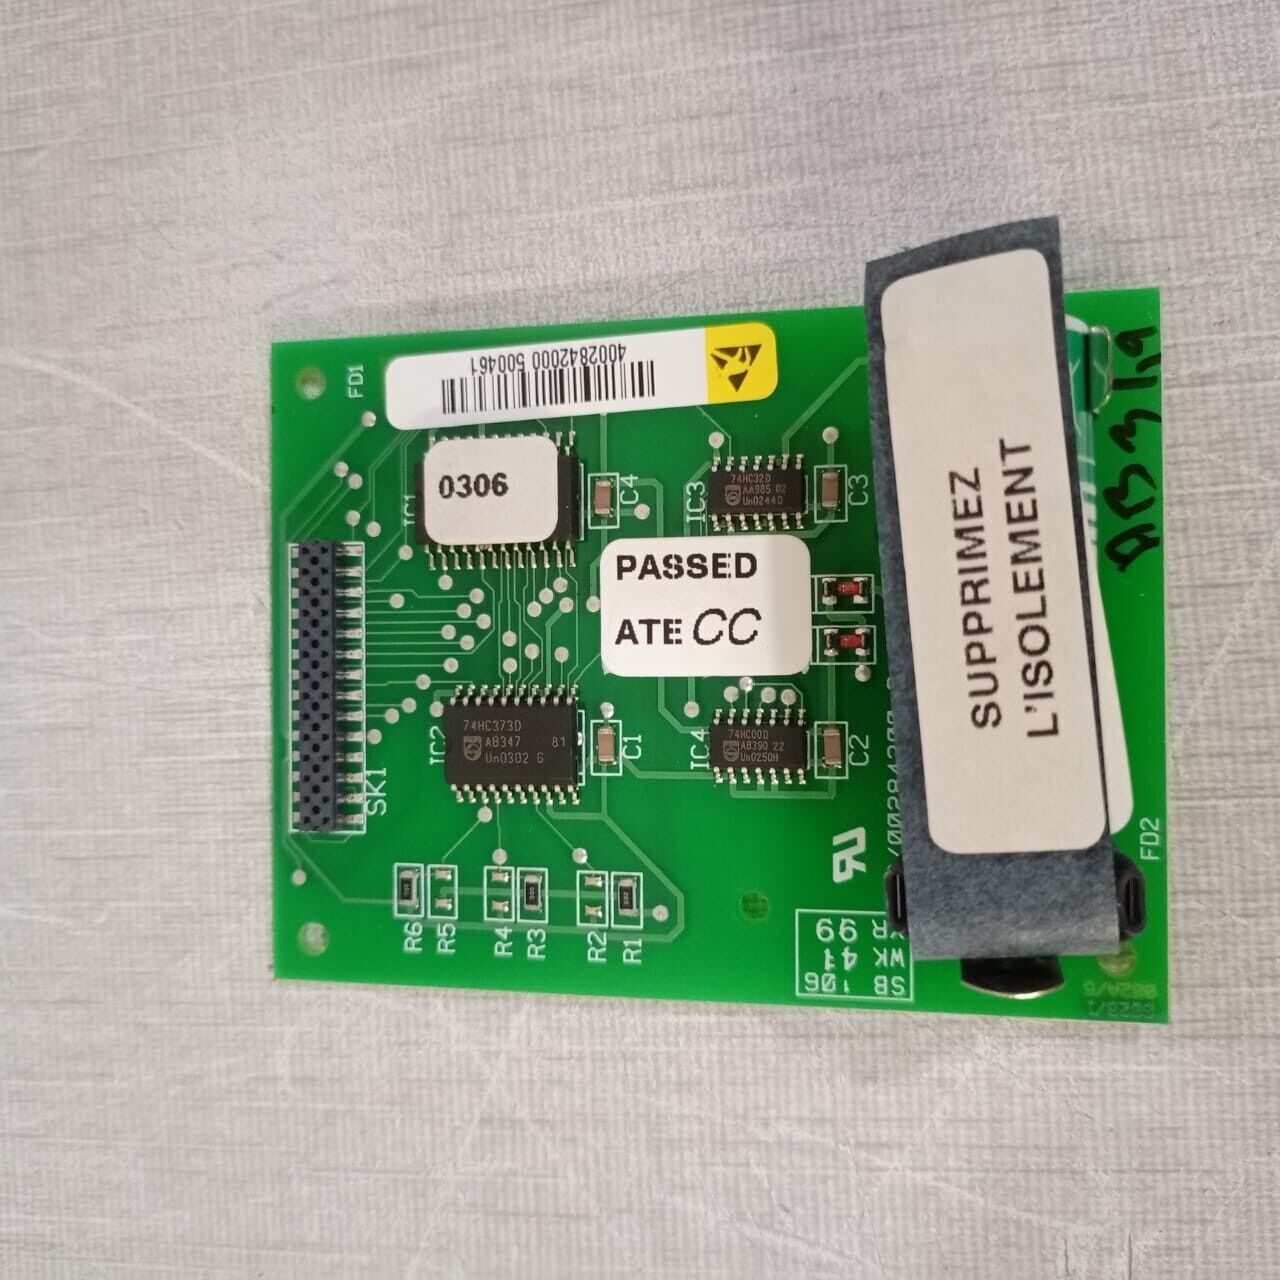 FD1
4002842000 500461
0306
IC1
C4
74HC32D
AA985 02
Un0244D
IC3
C3
PASSED
ATE CC
SUPPRIMEZ
L'ISOLEMENT
74HC373D
AB347 81
Un0302 G
IC2
C1
74HC00D
AB390 22
Un0250H
IC4
C2
SK1
R6
R5
R4
R3
R2
R1
FD2
SB 106
WK 41
YR 99